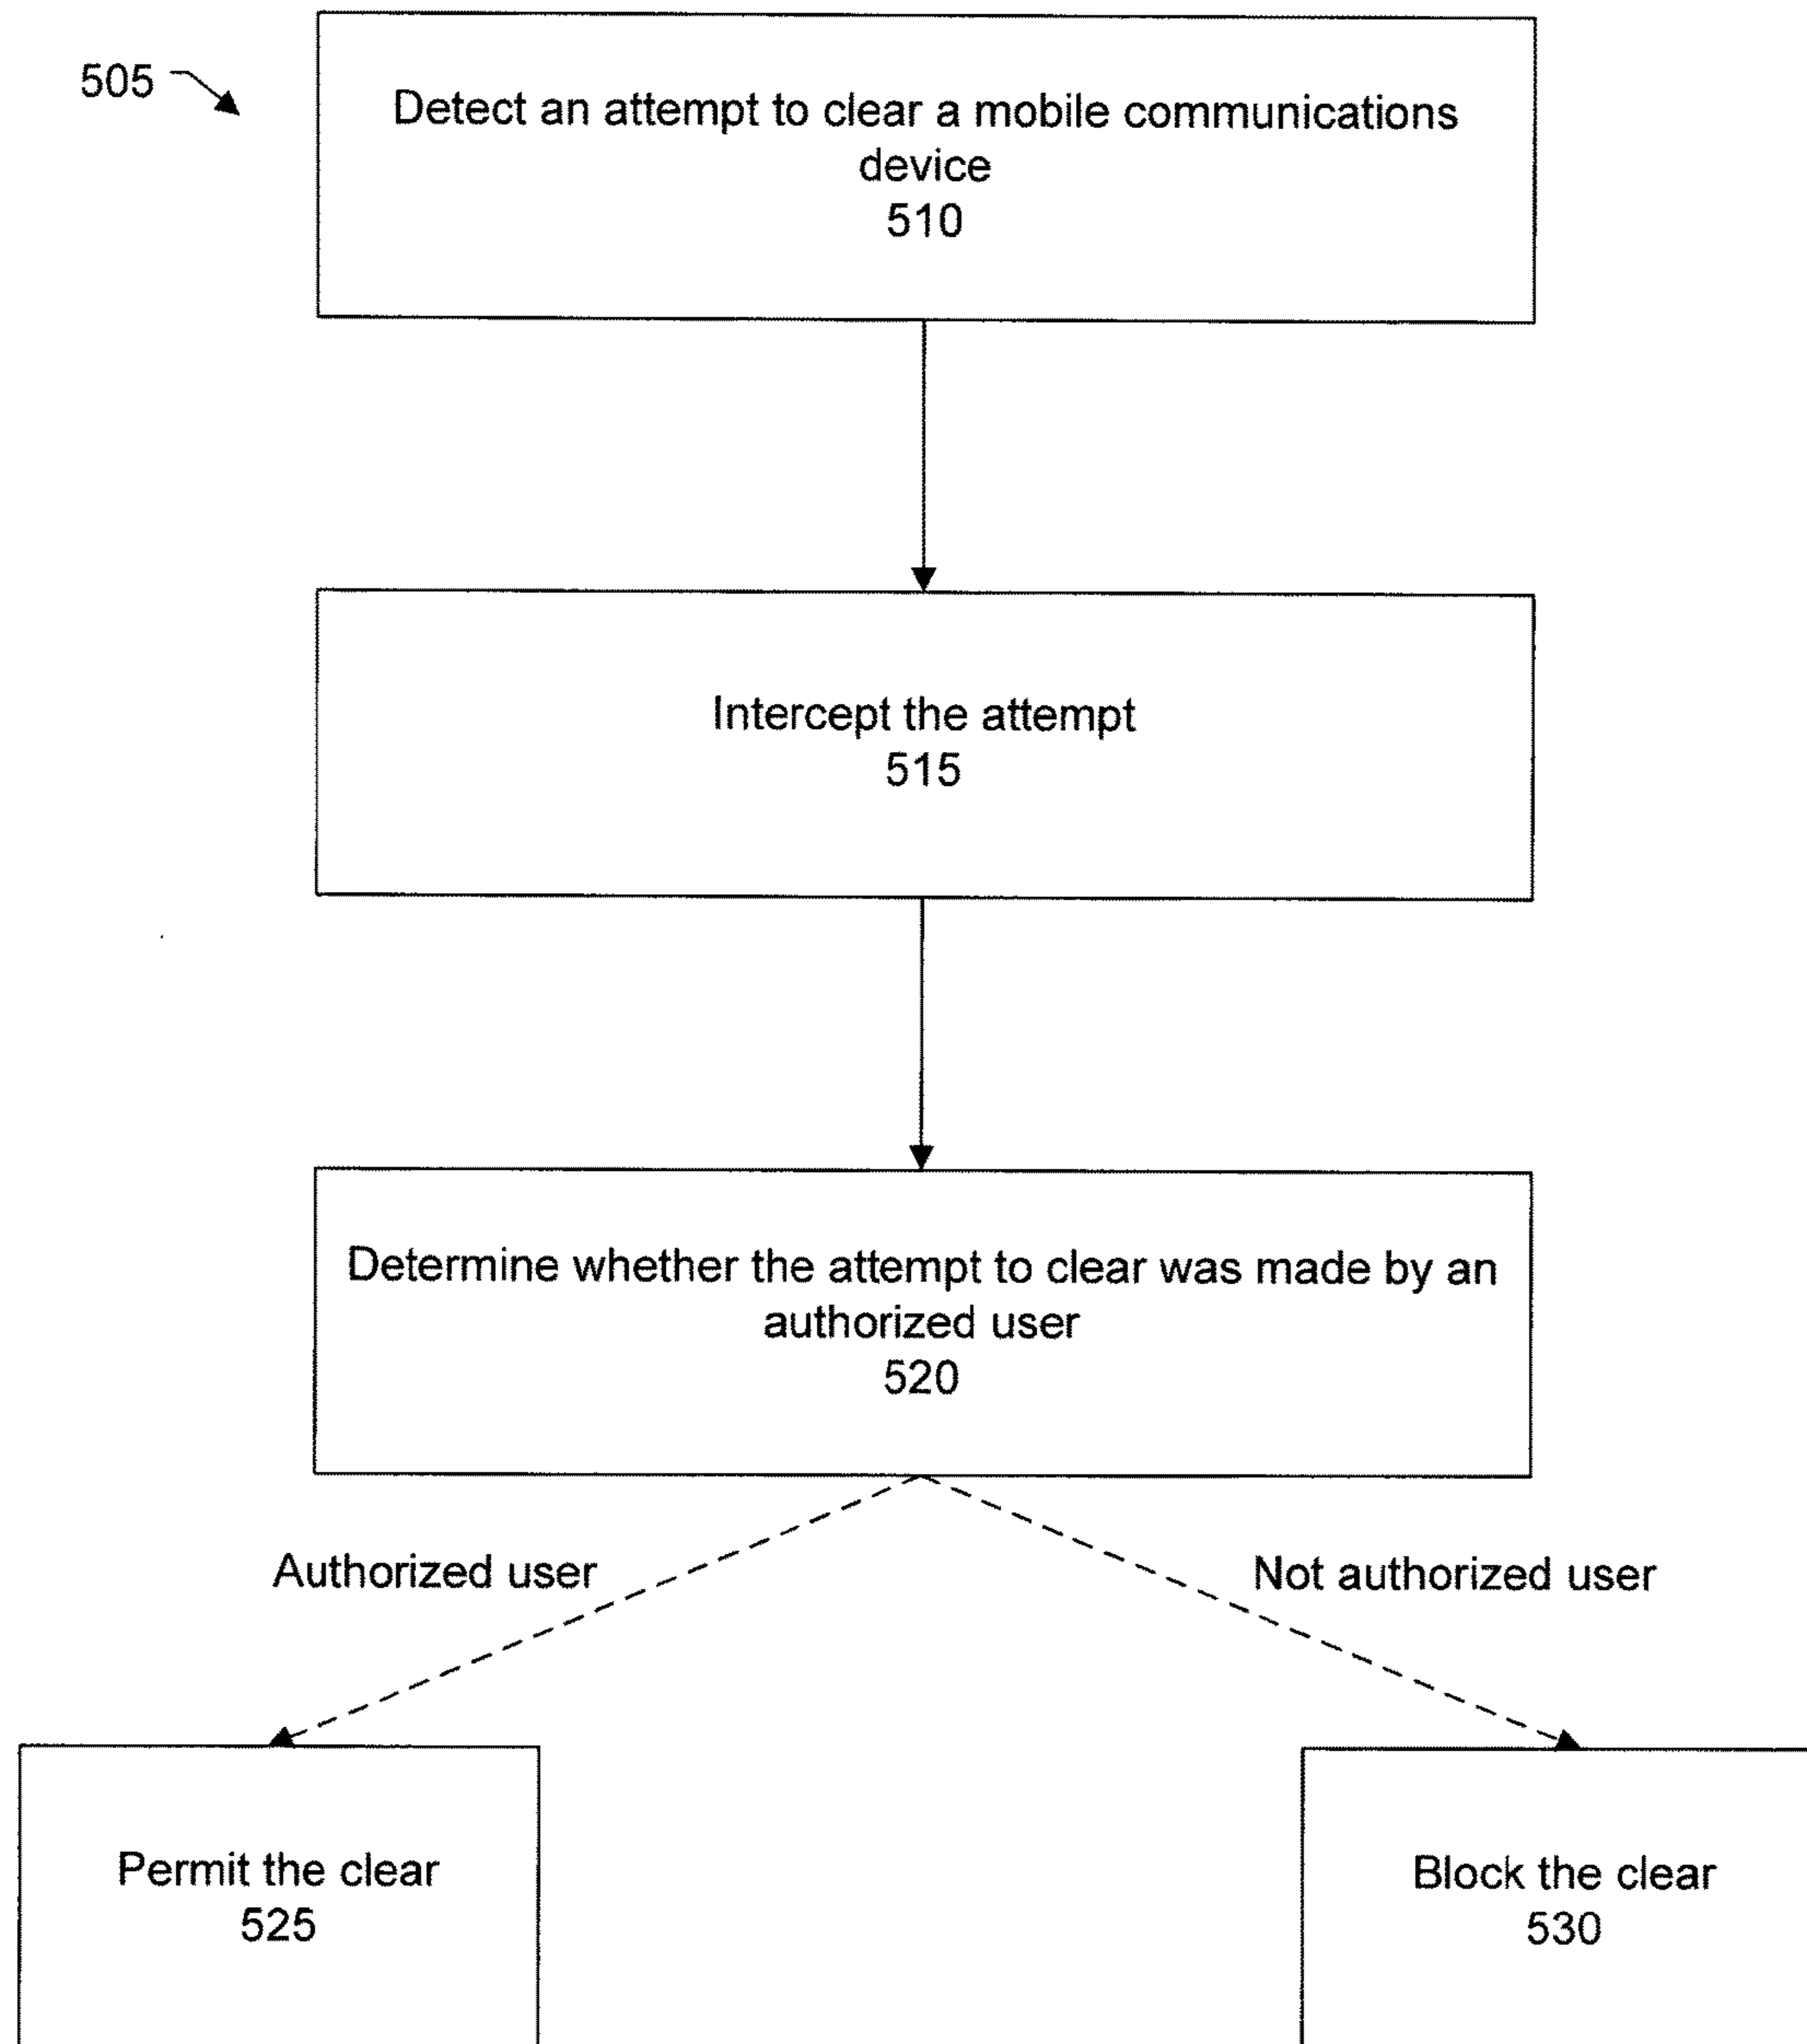 505
Detect an attempt to clear a mobile communications
device
510
Intercept the attempt
515
Determine whether the attempt to clear was made by an
authorized user
520
Authorized user
Not authorized user
Permit the clear
525
Block the clear
530